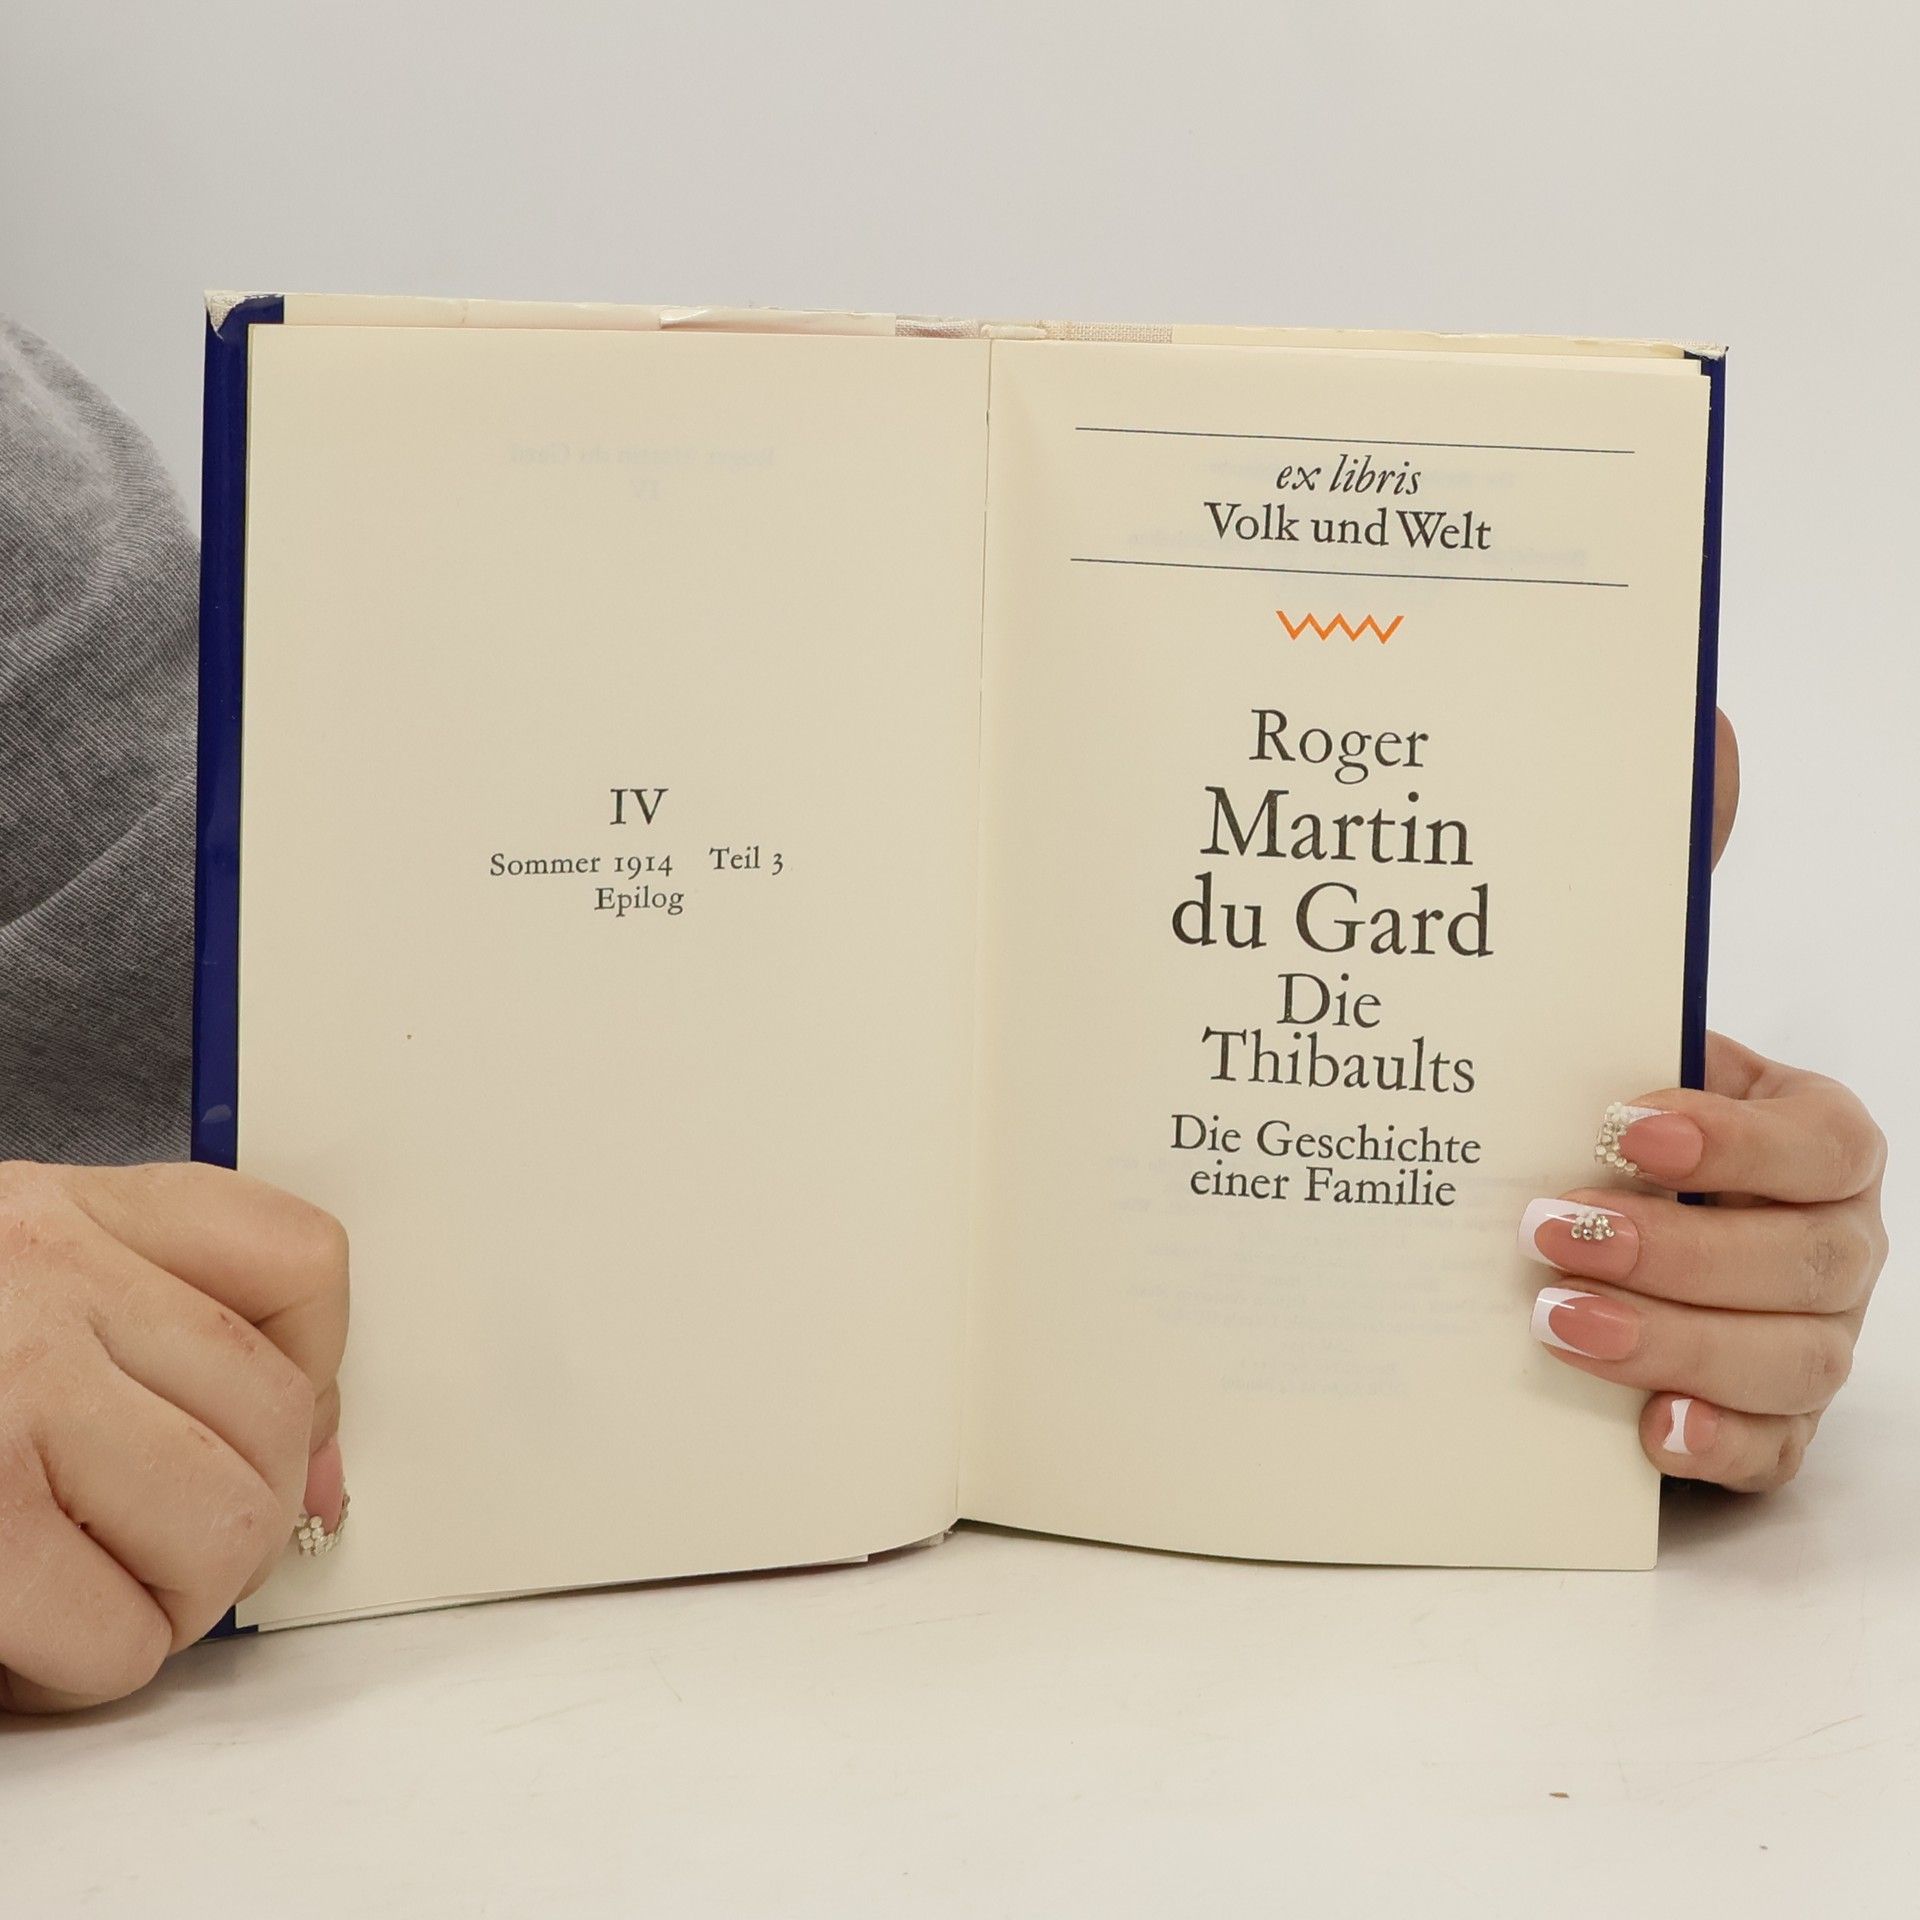 IV
Sommer 1914 Teil 3
Epilog
ex libris
Volk und Welt
Roger
Martin
du Gard
Die
Thibaults
Die Geschichte
einer Familie